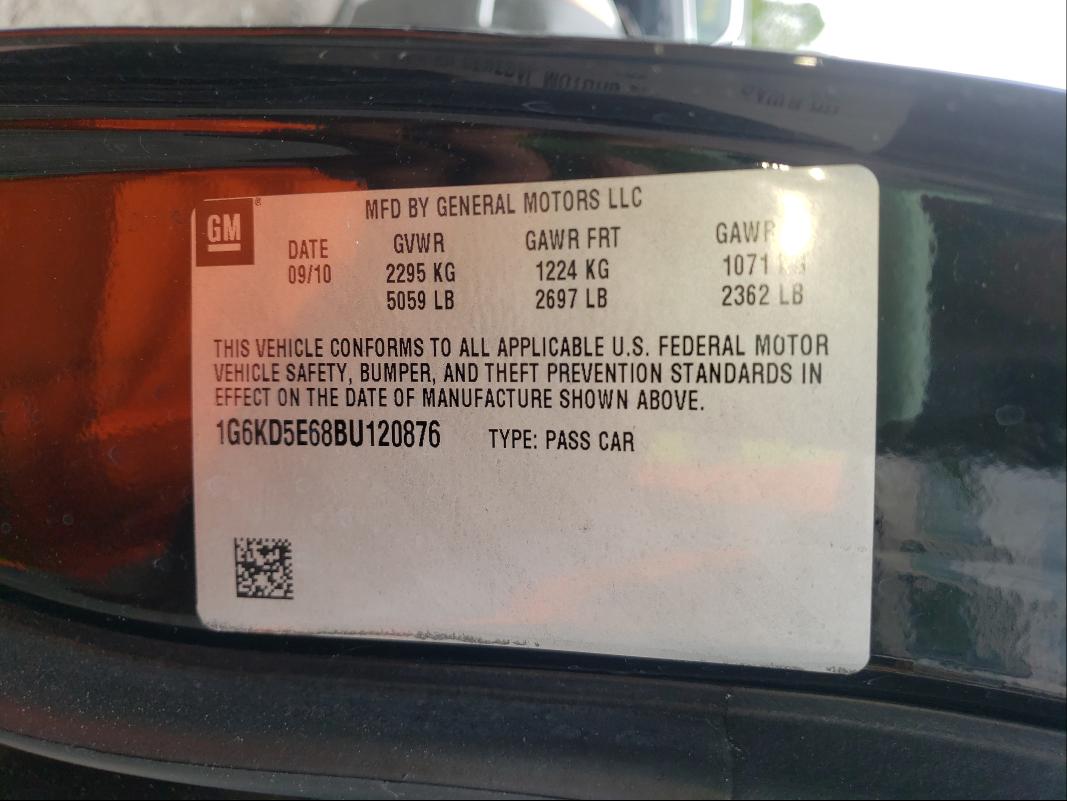 MFD BY GENERAL MOTORS LLC
GM
DATE GVWR GAWR FRT GAWR
09/10 2295 KG 1224 KG 1071
5059 LB 2697 LB 2362 LB
THIS VEHICLE CONFORMS TO ALL APPLICABLE U.S. FEDERAL MOTOR
VEHICLE SAFETY, BUMPER, AND THEFT PREVENTION STANDARDS IN
EFFECT ON THE DATE OF MANUFACTURE SHOWN ABOVE.
1G6KD5E68BU120876 TYPE: PASS CAR